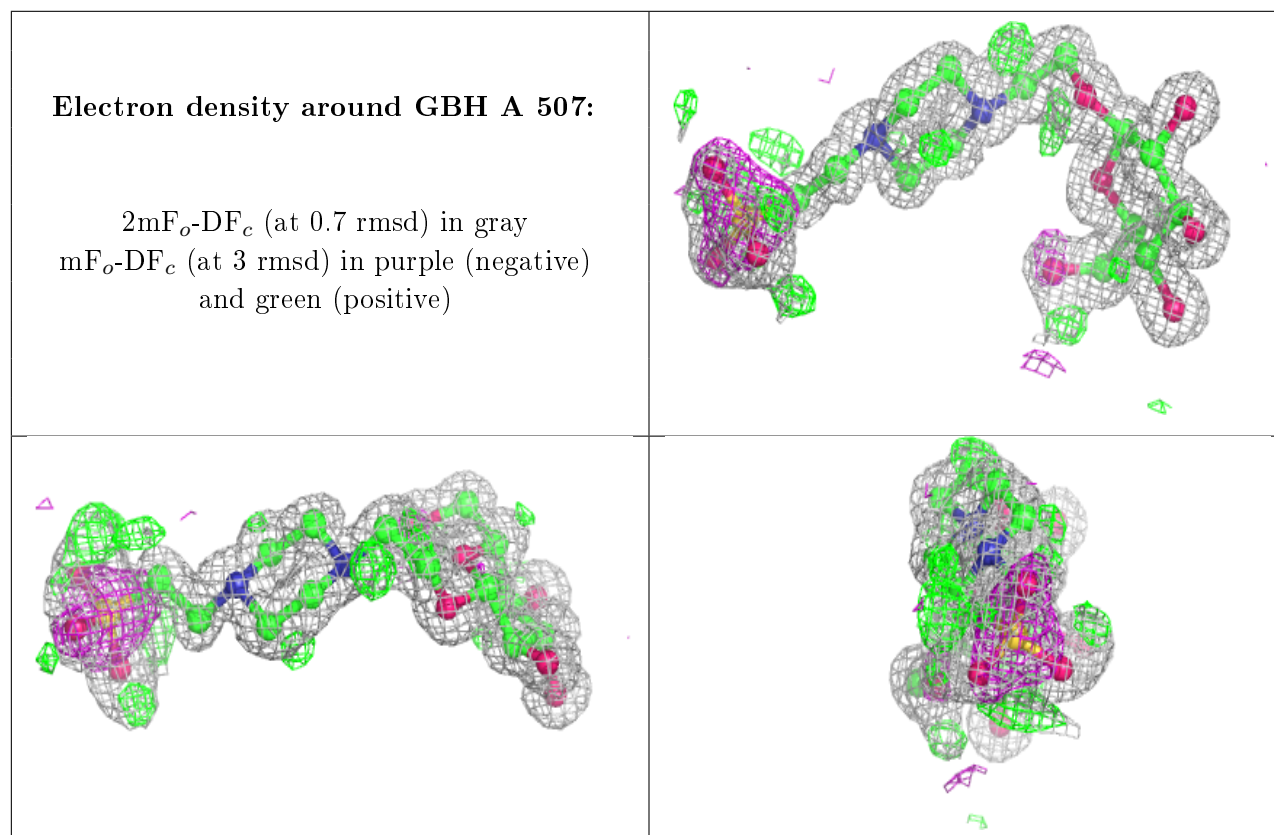 Electron density around GBH A 507:
2mFo-DFc (at 0.7 rmsd) in gray
mFo-DFc (at 3 rmsd) in purple (negative)
and green (positive)